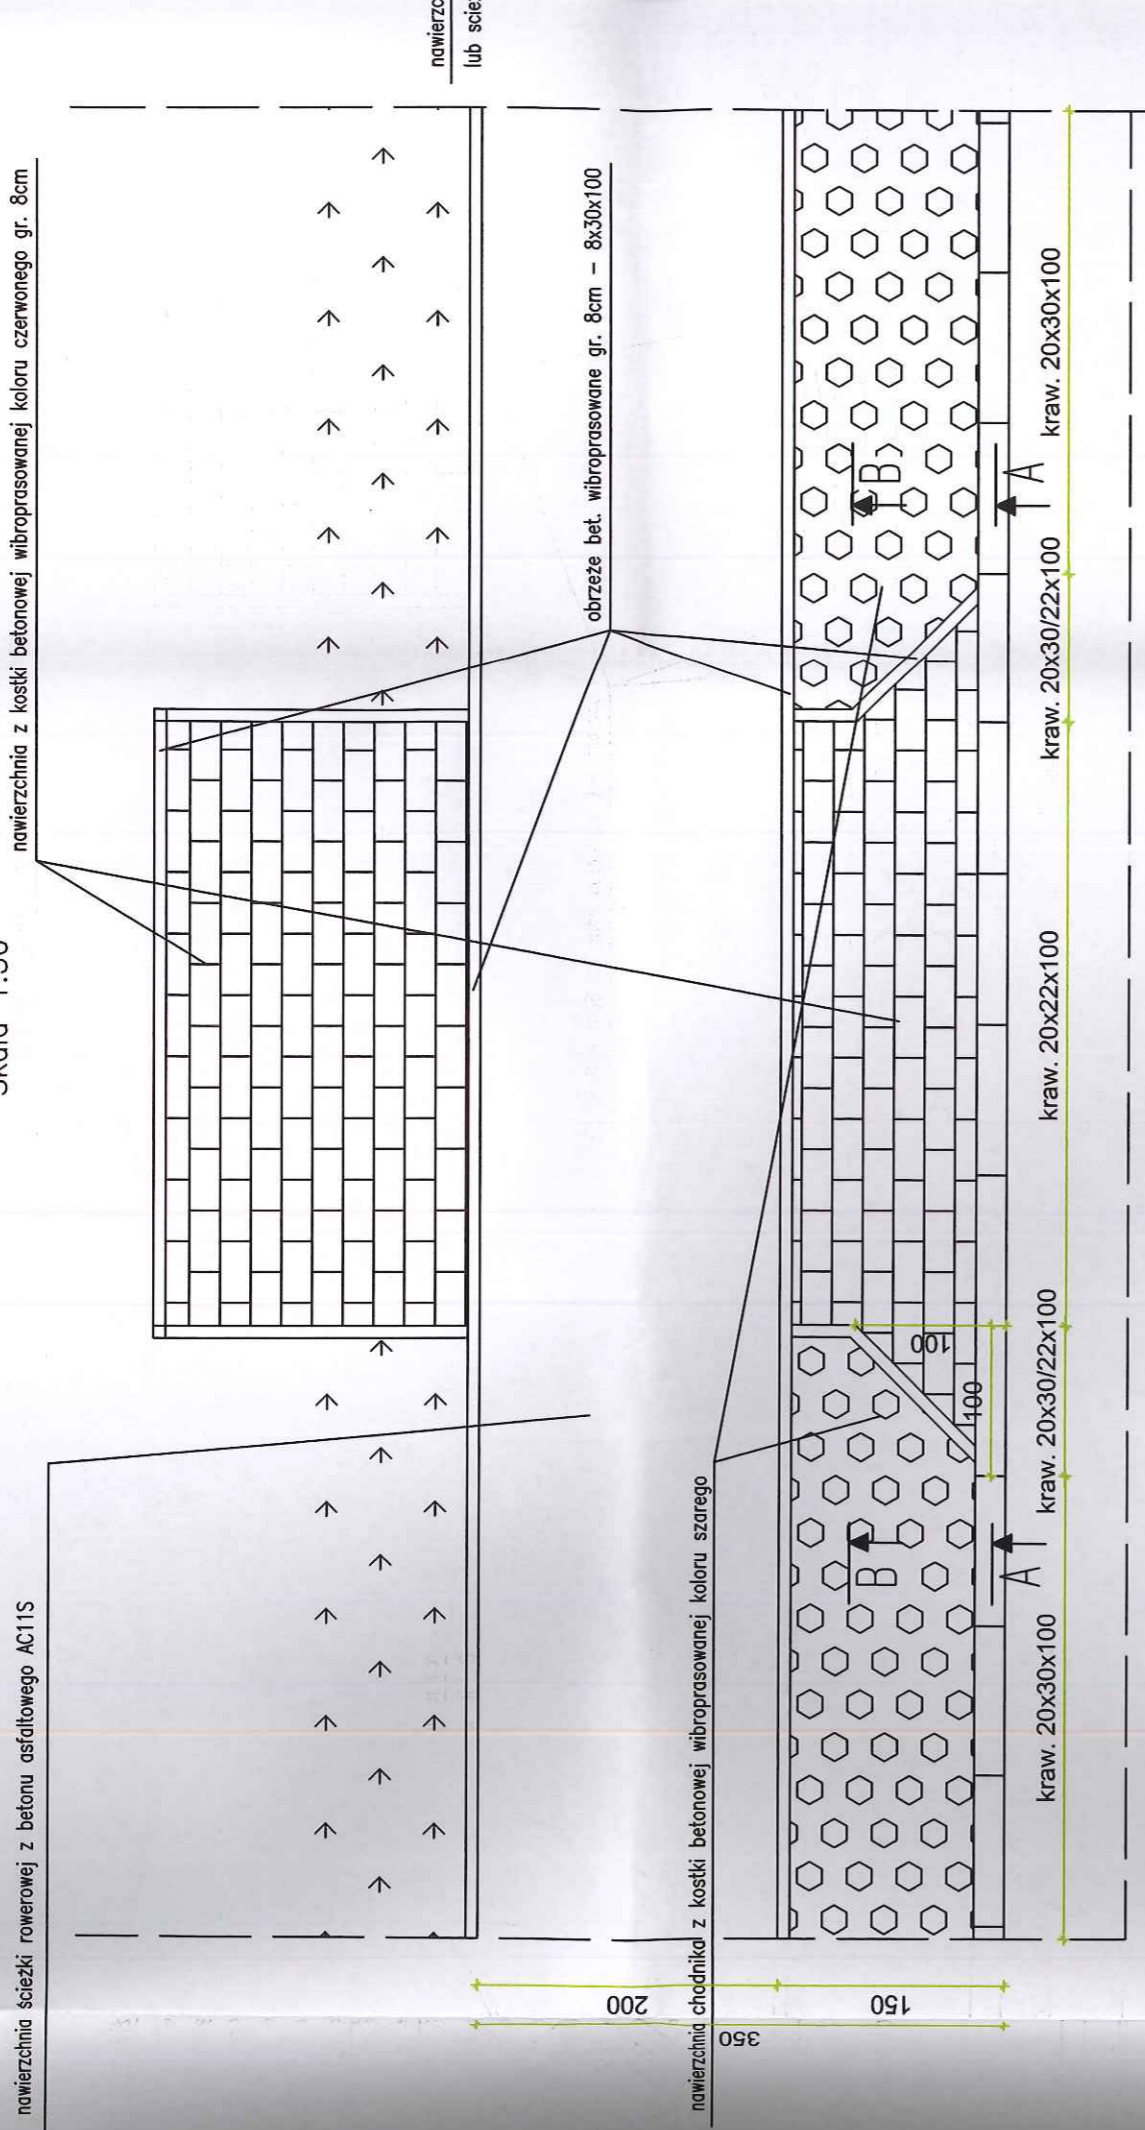 nawierzchnia ścieżki rowerowej z betonu asfaltowego AC11S
nawierzchnia z kostki betonowej wibroprasowanej koloru czerwonego gr. 8cm
1:50
lub
obrzeże bet. wibroprasowane gr. 8cm - 8x30x100
nawierzchnia chodnika z kostki betonowej wibroprasowanej koloru szarego
200
150
350
B
B
A
A
100
100
kraw. 20x30x100
kraw. 20x30/22x100
kraw. 20x22x100
kraw. 20x30/22x100
kraw. 20x30x100